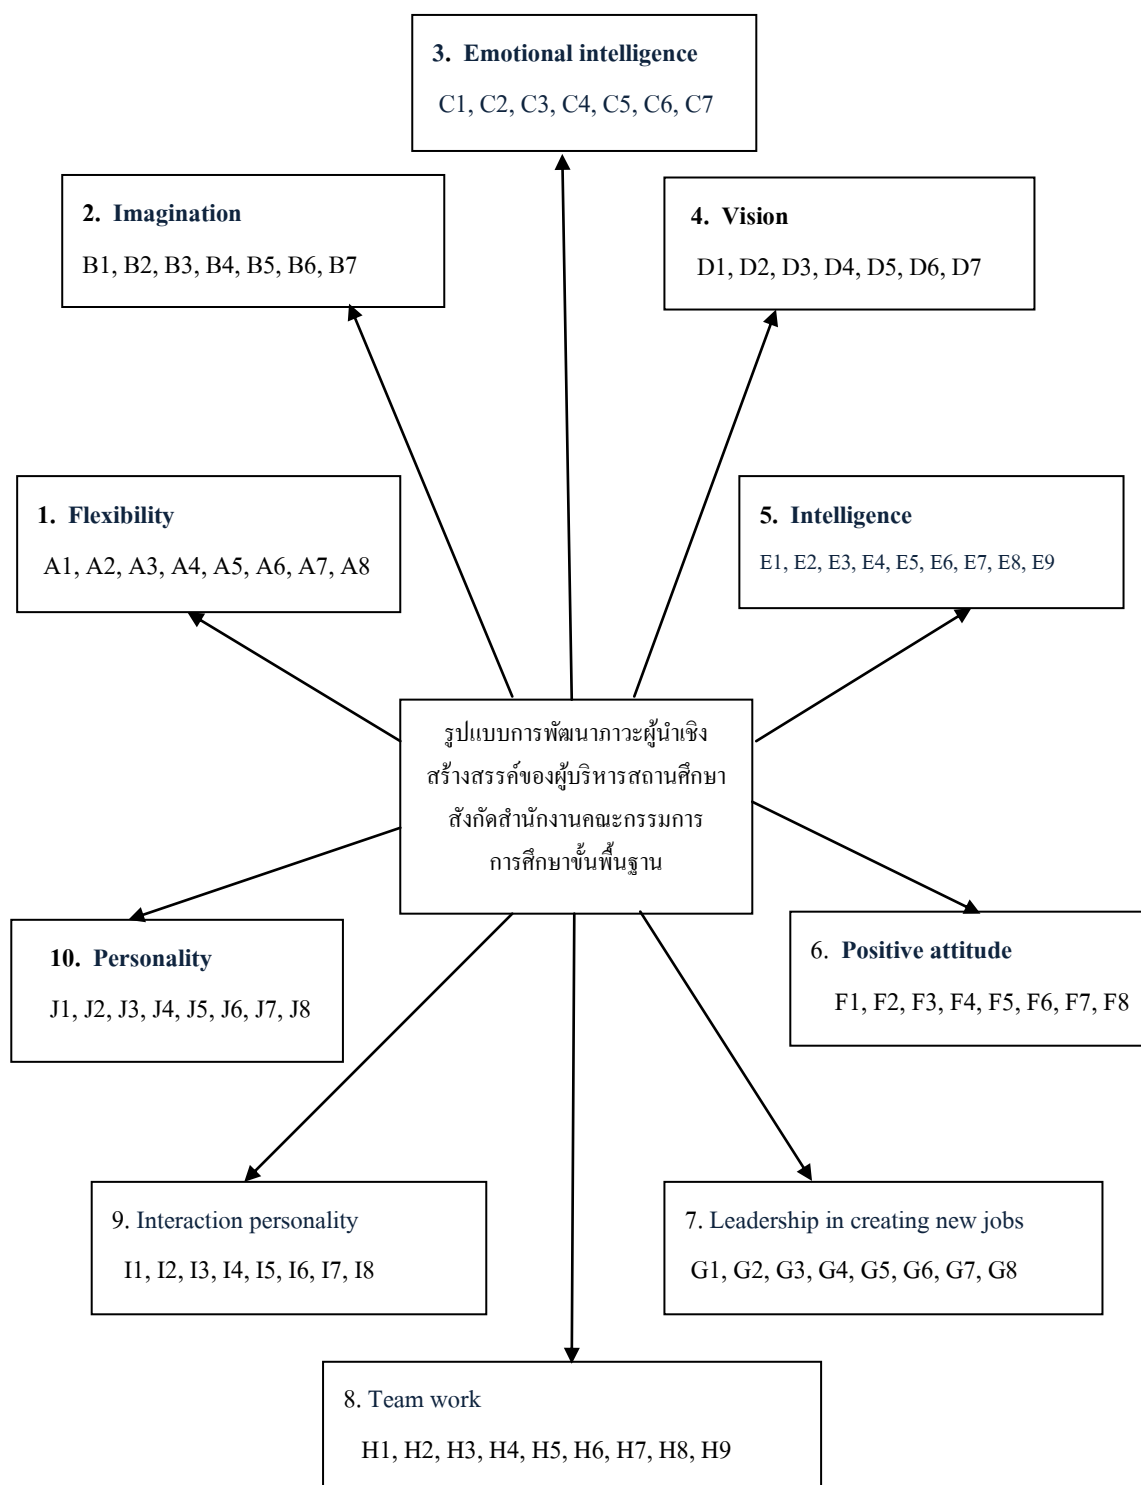 3. Emotional intelligence
C1, C2, C3, C4, C5, C6, C7
2. Imagination
B1, B2, B3, B4, B5, B6, B7
4. Vision
D1, D2, D3, D4, D5, D6, D7
1. Flexibility
A1, A2, A3, A4, A5, A6, A7, A8
5. Intelligence
E1, E2, E3, E4, E5, E6, E7, E8, E9
รูปแบบการพัฒนาภาวะผู้นำเชิง
สร้างสรรค์ของผู้บริหารสถานศึกษา
สังกัดสำนักงานคณะกรรมการ
การศึกษาขั้นพื้นฐาน
10. Personality
J1, J2, J3, J4, J5, J6, J7, J8
6. Positive attitude
F1, F2, F3, F4, F5, F6, F7, F8
9. Interaction personality
I1, I2, I3, I4, I5, I6, I7, I8
7. Leadership in creating new jobs
G1, G2, G3, G4, G5, G6, G7, G8
8. Team work
H1, H2, H3, H4, H5, H6, H7, H8, H9